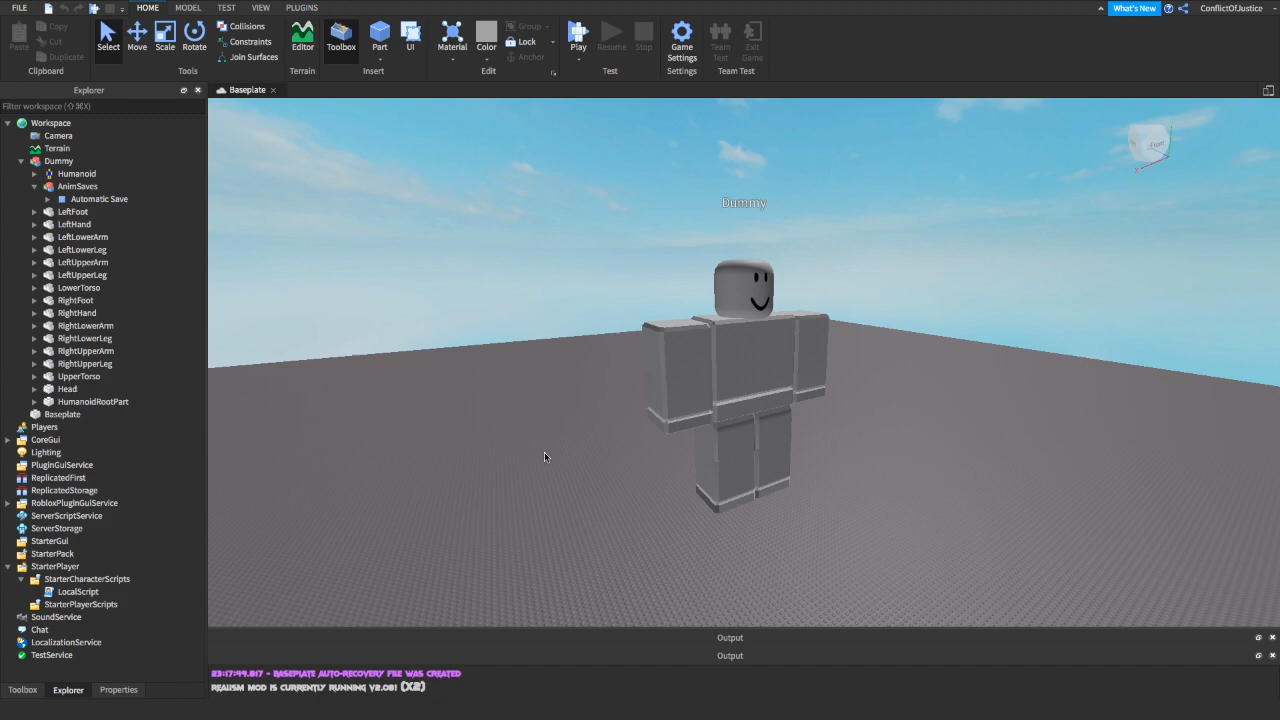 FILE HOME MODEL TEST VIEW PLUGINS What's New ConflictOfJustice
Paste Copy Cut Duplicate Clipboard
Select Move Scale Rotate Collisions Constraints Join Surfaces Tools
Editor Terrain
Toolbox Part UI Insert
Material Color Group Lock Anchor Edit
Play Resume Stop Test
Game Settings Settings
Team Test Exit Game Team Test
Explorer
Baseplate
Filter workspace (⇧⌘X)
Workspace
Camera
Terrain
Dummy
Humanoid
AnimSaves
Automatic Save
LeftFoot
LeftHand
LeftLowerArm
LeftLowerLeg
LeftUpperArm
LeftUpperLeg
LowerTorso
RightFoot
RightHand
RightLowerArm
RightLowerLeg
RightUpperArm
RightUpperLeg
UpperTorso
Head
HumanoidRootPart
Baseplate
Players
CoreGui
Lighting
PluginGuiService
ReplicatedFirst
ReplicatedStorage
RobloxPluginGuiService
ServerScriptService
ServerStorage
StarterGui
StarterPack
StarterPlayer
StarterCharacterScripts
LocalScript
StarterPlayerScripts
SoundService
Chat
LocalizationService
TestService
Toolbox Explorer Properties
Dummy
Front
X
Output
Output
23:17:49.817 - BASEPLATE AUTO-RECOVERY FILE WAS CREATED
REALISM MOD IS CURRENTLY RUNNING V2.081 (X2)